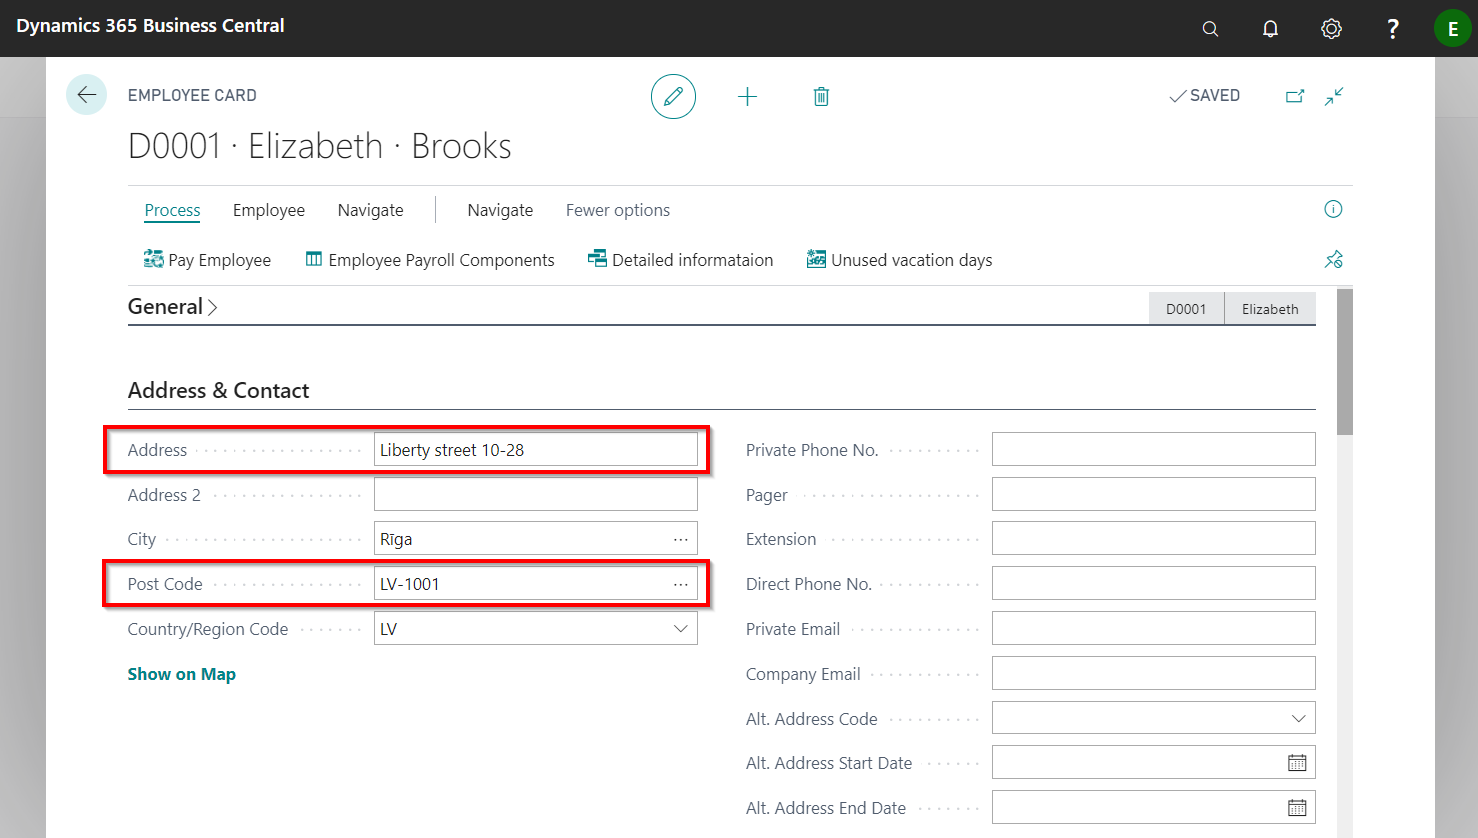 Dynamics 365 Business Central
?
E
EMPLOYEE CARD
SAVED
D0001 · Elizabeth · Brooks
Process Employee Navigate Navigate Fewer options
Pay Employee Employee Payroll Components Detailed informataion Unused vacation days
General
D0001 Elizabeth
Address & Contact
Address Liberty street 10-28
Address 2
City Rīga ...
Post Code LV-1001 ...
Country/Region Code LV
Show on Map
Private Phone No.
Pager
Extension
Direct Phone No.
Private Email
Company Email
Alt. Address Code
Alt. Address Start Date
Alt. Address End Date